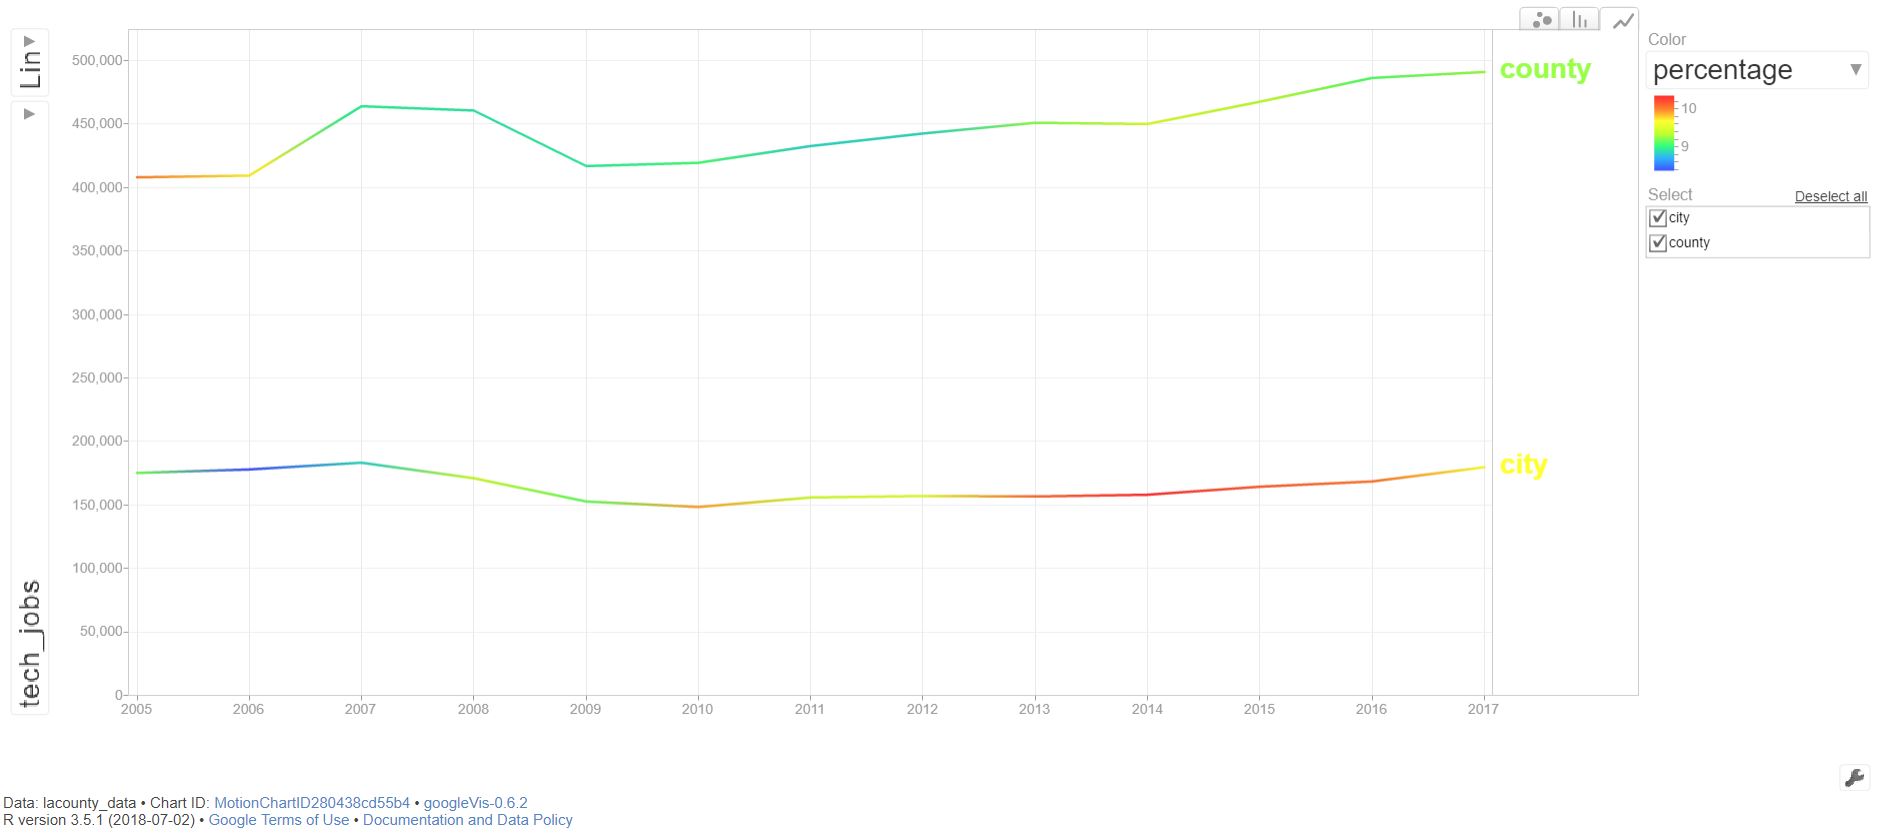 Lin
tech_jobs
500,000
450,000
400,000
350,000
300,000
250,000
200,000
150,000
100,000
50,000
0
2005 2006 2007 2008 2009 2010 2011 2012 2013 2014 2015 2016 2017
county
city
Color
percentage
10
9
Select Deselect all
city
county
Data: lacounty_data • Chart ID: MotionChartID280438cd55b4 • googleVis-0.6.2
R version 3.5.1 (2018-07-02) • Google Terms of Use • Documentation and Data Policy